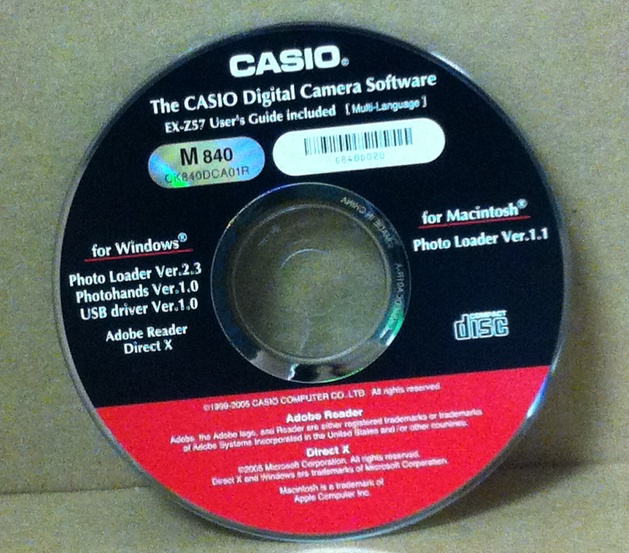 CASIO®
The CASIO Digital Camera Software
EX-Z57 User's Guide included [Multi-Language]
M 840
CK840DCA01R
for Windows®
Photo Loader Ver.2.3
Photohands Ver.1.0
USB driver Ver.1.0
Adobe Reader
Direct X
for Macintosh®
Photo Loader Ver.1.1
COMPACT
disc
MADE IN CHINA
©1999-2005 CASIO COMPUTER CO., LTD. All rights reserved.
Adobe Reader
Adobe, the Adobe logo, and Reader are either registered trademarks or trademarks
of Adobe Systems Incorporated in the United States and/or other countries.
Direct X
©2005 Microsoft Corporation. All rights reserved.
Direct X and Windows are trademarks of Microsoft Corporation.
Macintosh is a trademark of
Apple Computer Inc.